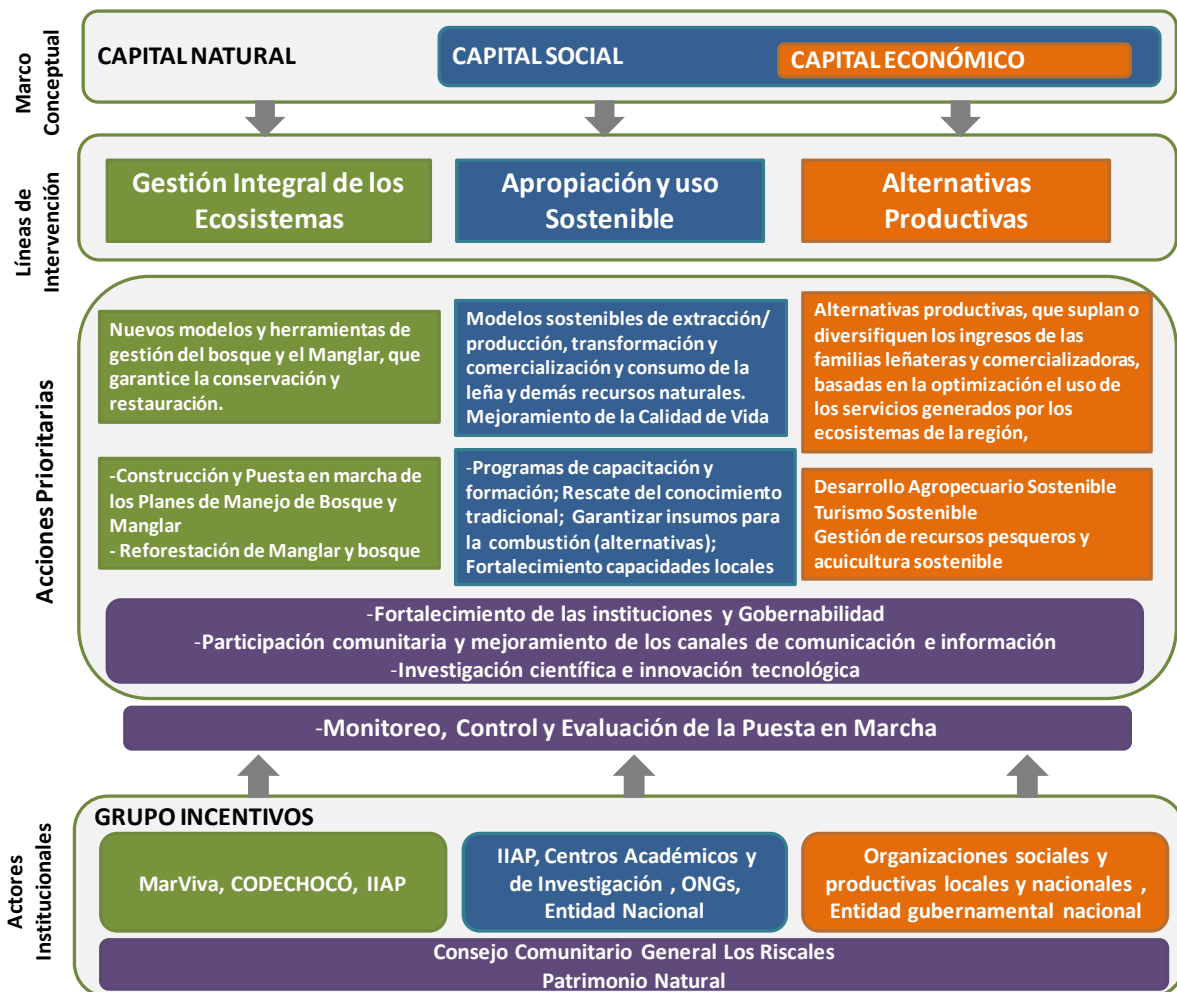 Marco
Conceptual
CAPITAL NATURAL
CAPITAL SOCIAL
CAPITAL ECONÓMICO
Líneas de
Intervención
Gestión Integral de los
Ecosistemas
Apropiación y uso
Sostenible
Alternativas
Productivas
Acciones Prioritarias
Nuevos modelos y herramientas de
gestión del bosque y el Manglar, que
garantice la conservación y
restauración.
Modelos sostenibles de extracción/
producción, transformación y
comercialización y consumo de la
leña y demás recursos naturales.
Mejoramiento de la Calidad de Vida
Alternativas productivas, que suplan o
diversifiquen los ingresos de las
familias leñateras y comercializadoras,
basadas en la optimización el uso de
los servicios generados por los
ecosistemas de la región,
-Construcción y Puesta en marcha de
los Planes de Manejo de Bosque y
Manglar
- Reforestación de Manglar y bosque
-Programas de capacitación y
formación; Rescate del conocimiento
tradicional; Garantizar insumos para
la combustión (alternativas);
Fortalecimiento capacidades locales
Desarrollo Agropecuario Sostenible
Turismo Sostenible
Gestión de recursos pesqueros y
acuicultura sostenible
-Fortalecimiento de las instituciones y Gobernabilidad
-Participación comunitaria y mejoramiento de los canales de comunicación e información
-Investigación científica e innovación tecnológica
-Monitoreo, Control y Evaluación de la Puesta en Marcha
Actores
Institucionales
GRUPO INCENTIVOS
MarViva, CODECHOCÓ, IIAP
IIAP, Centros Académicos y
de Investigación , ONGs,
Entidad Nacional
Organizaciones sociales y
productivas locales y nacionales ,
Entidad gubernamental nacional
Consejo Comunitario General Los Riscales
Patrimonio Natural